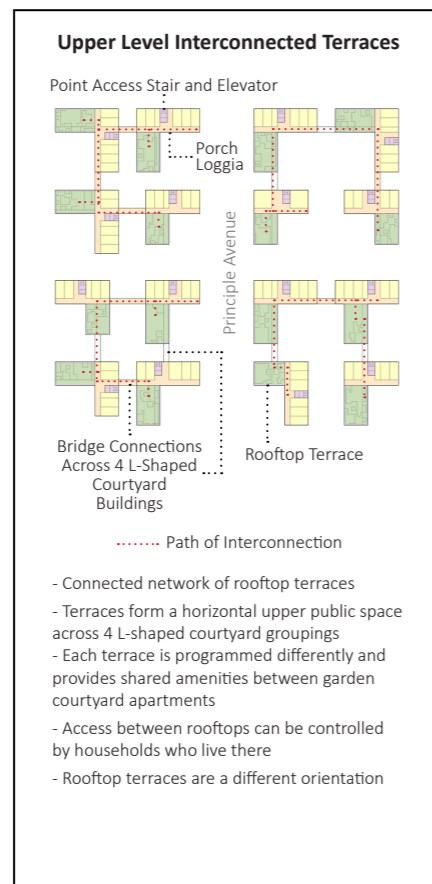 Upper Level Interconnected Terraces
Point Access Stair and Elevator
Porch
Loggia
Principle Avenue
Bridge Connections
Across 4 L-Shaped
Courtyard
Buildings
Rooftop Terrace
Path of Interconnection
- Connected network of rooftop terraces
- Terraces form a horizontal upper public space
across 4 L-shaped courtyard groupings
- Each terrace is programmed differently and
provides shared amenities between garden
courtyard apartments
- Access between rooftops can be controlled
by households who live there
- Rooftop terraces are a different orientation